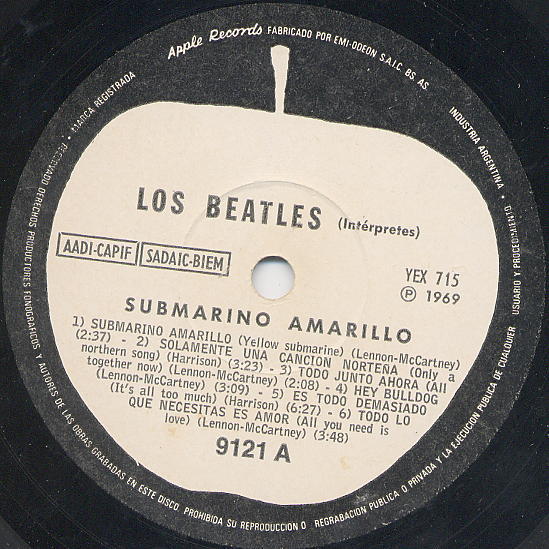 Apple Records FABRICADO POR EMI-ODEON S.A.I.C. BS. AS. INDUSTRIA ARGENTINA • USUARIO Y PROCEDIMIENTO
MARCA REGISTRADA • RESERVADO DERECHOS PRODUCTORES FONOGRAFICOS Y AUTORES DE LAS OBRAS GRABADAS EN ESTE DISCO PROHIBIDA SU REPRODUCCION O REGRABACION PUBLICA O PRIVADA Y LA EJECUCION PUBLICA DE CUALQUIER
LOS BEATLES (Intérpretes)
AADI-CAPIF SADAIC-BIEM
YEX 715
Ⓟ 1969
SUBMARINO AMARILLO
1) SUBMARINO AMARILLO (Yellow submarine) (Lennon-McCartney)
(2:37) - 2) SOLAMENTE UNA CANCION NORTEÑA (Only a
northern song) (Harrison) (3:23) - 3) TODO JUNTO AHORA (All
together now) (Lennon-McCartney) (2:08) - 4) HEY BULLDOG
(Lennon-McCartney) (3:09) - 5) ES TODO DEMASIADO
(It's all too much) (Harrison) (6:27) - 6) TODO LO
QUE NECESITAS ES AMOR (All you need is
love) (Lennon-McCartney) (3:48)
9121 A